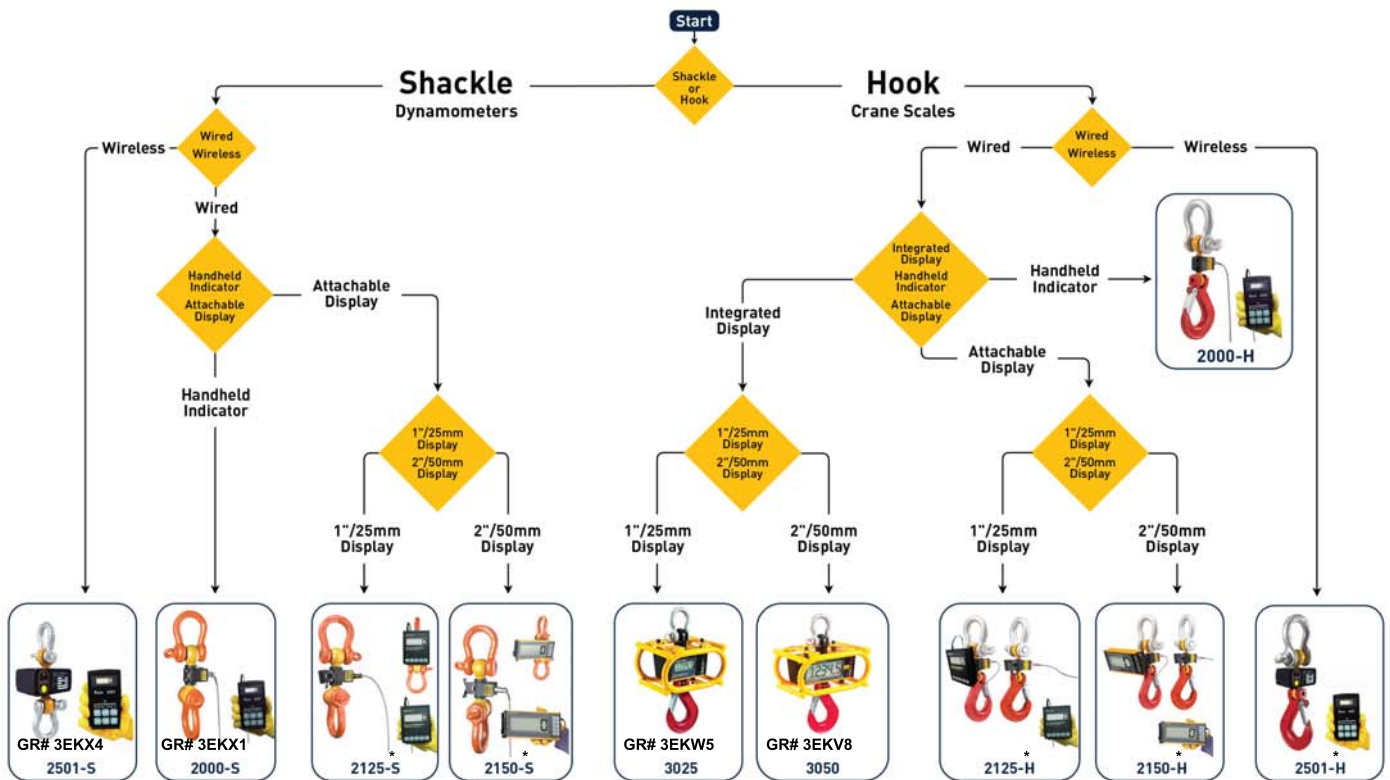 Start
Shackle
or
Hook
Shackle
Dynamometers
Hook
Crane Scales
Wired
Wireless
Wireless
Wired
Wired
Wireless
Wired
Wireless
Handheld
Indicator
Attachable
Display
Attachable
Display
Handheld
Indicator
Integrated
Display
Handheld
Indicator
Attachable
Display
Handheld
Indicator
Integrated
Display
Attachable
Display
2000-H
1"/25mm
Display
2"/50mm
Display
1"/25mm
Display
2"/50mm
Display
1"/25mm
Display
2"/50mm
Display
1"/25mm
Display
2"/50mm
Display
1"/25mm
Display
2"/50mm
Display
1"/25mm
Display
2"/50mm
Display
GR# 3EKX4
2501-S
GR# 3EKX1
2000-S
*
2125-S
*
2150-S
GR# 3EKW5
3025
GR# 3EKV8
3050
*
2125-H
*
2150-H
*
2501-H